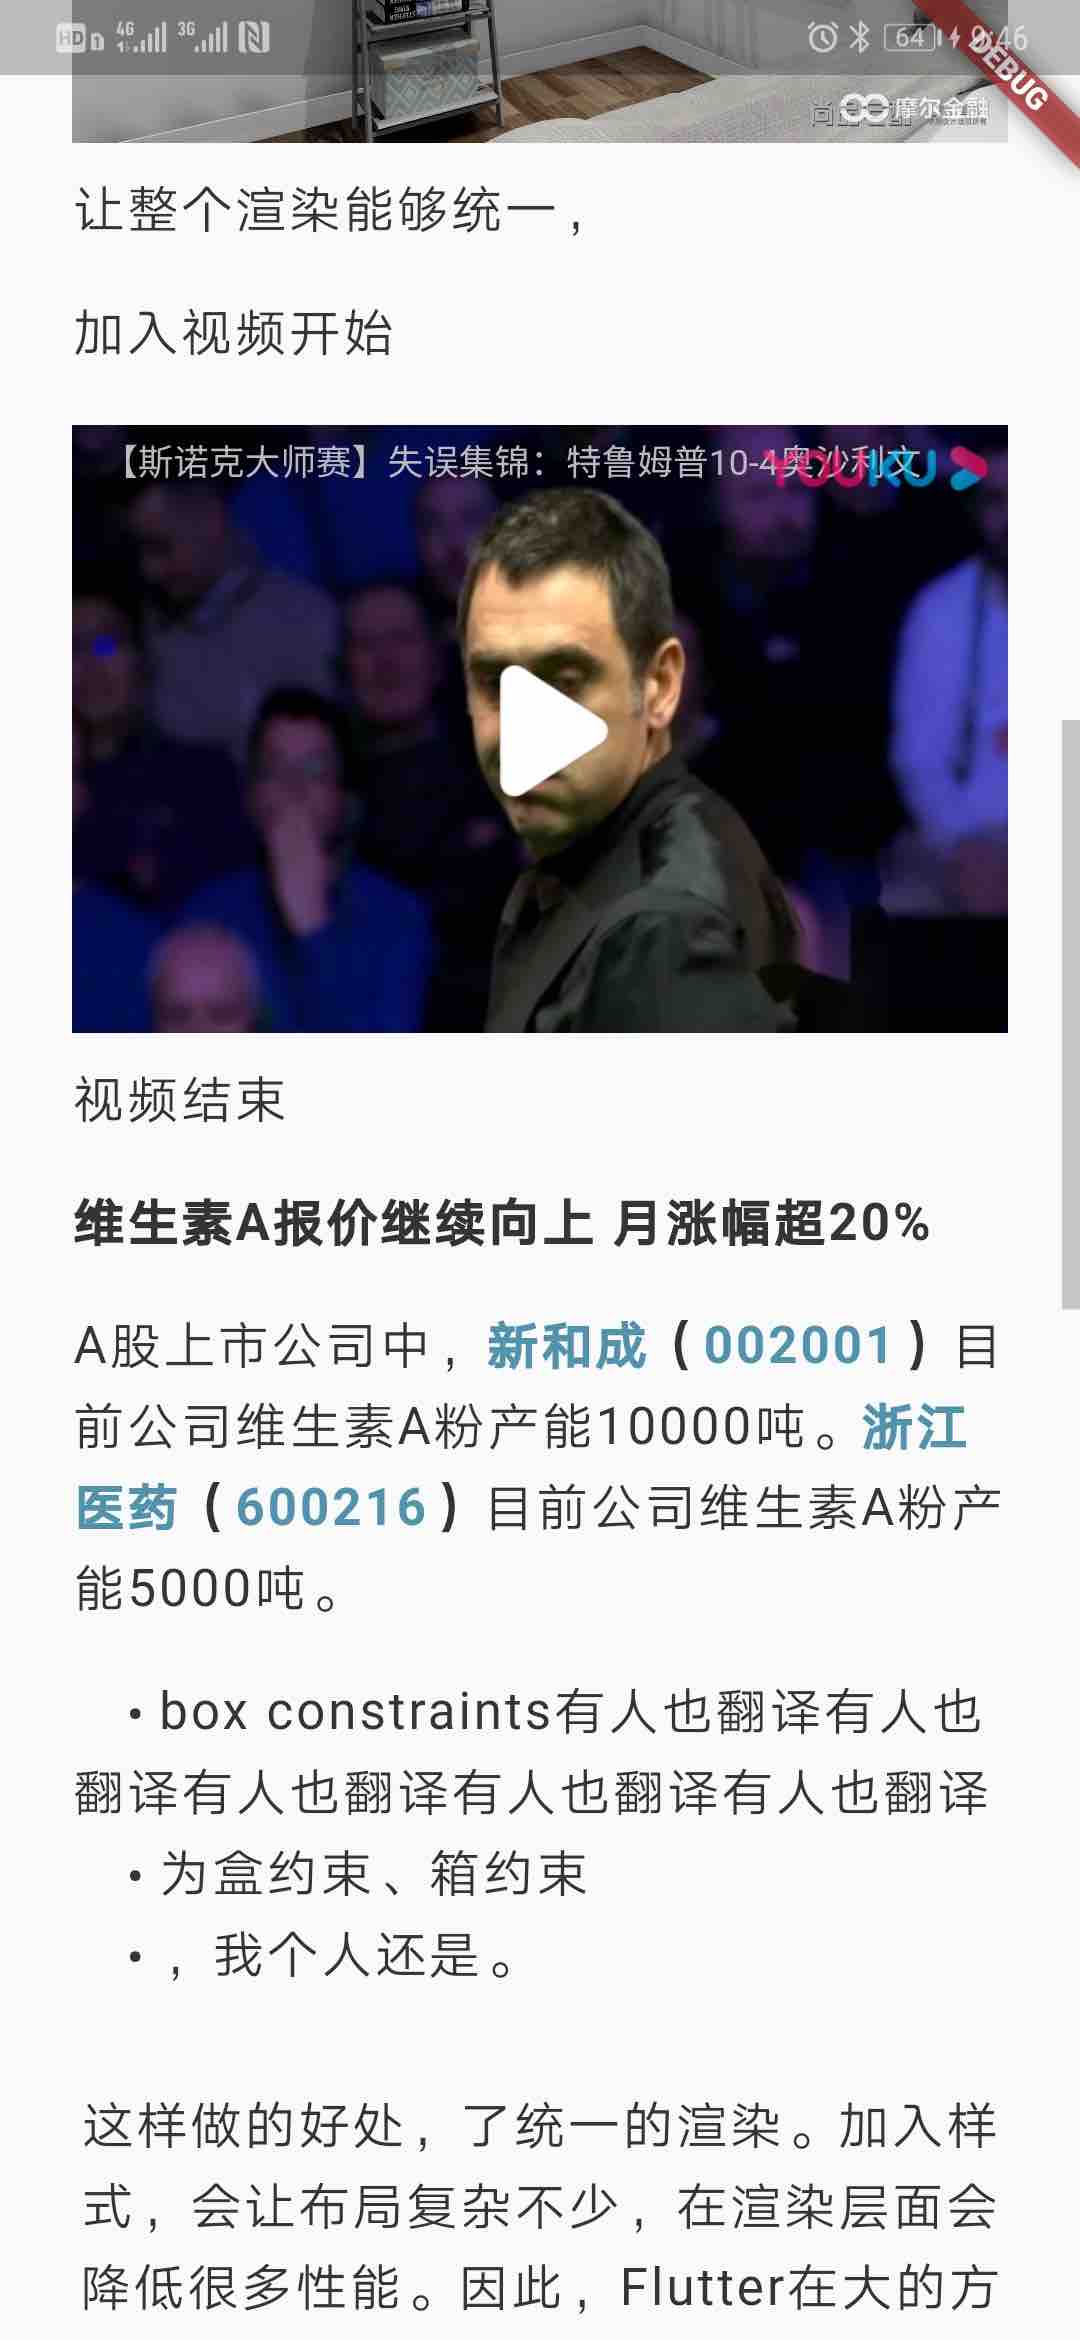 HD 1 4G 3G 64 9:46
DEBUG
摩尔金融
让整个渲染能够统一，
加入视频开始
【斯诺克大师赛】失误集锦：特鲁姆普10-4奥沙利文
YOUKU
视频结束
维生素A报价继续向上 月涨幅超20%
A股上市公司中，新和成（002001）目
前公司维生素A粉产能10000吨。浙江
医药（600216）目前公司维生素A粉产
能5000吨。
• box constraints有人也翻译有人也
翻译有人也翻译有人也翻译有人也翻译
• 为盒约束、箱约束
• ，我个人还是。
这样做的好处，了统一的渲染。加入样
式，会让布局复杂不少，在渲染层面会
降低很多性能。因此，Flutter在大的方